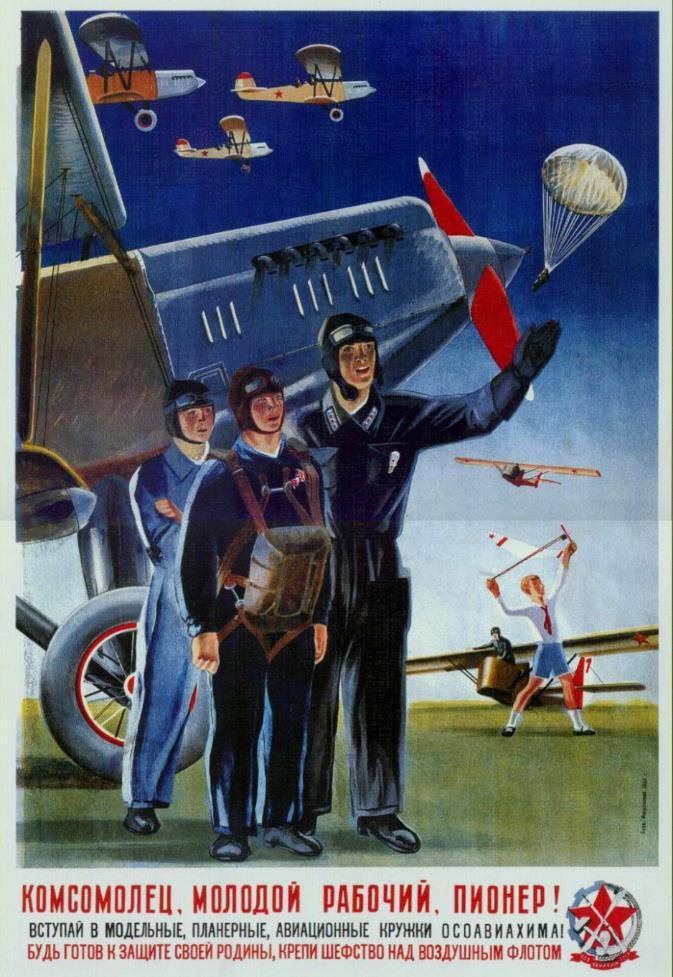 КОМСОМОЛЕЦ, МОЛОДОЙ РАБОЧИЙ, ПИОНЕР!
ВСТУПАЙ В МОДЕЛЬНЫЕ, ПЛАНЕРНЫЕ, АВИАЦИОННЫЕ КРУЖКИ ОСОАВИАХИМА!
БУДЬ ГОТОВ К ЗАЩИТЕ СВОЕЙ РОДИНЫ, КРЕПИ ШЕФСТВО НАД ВОЗДУШНЫМ ФЛОТОМ